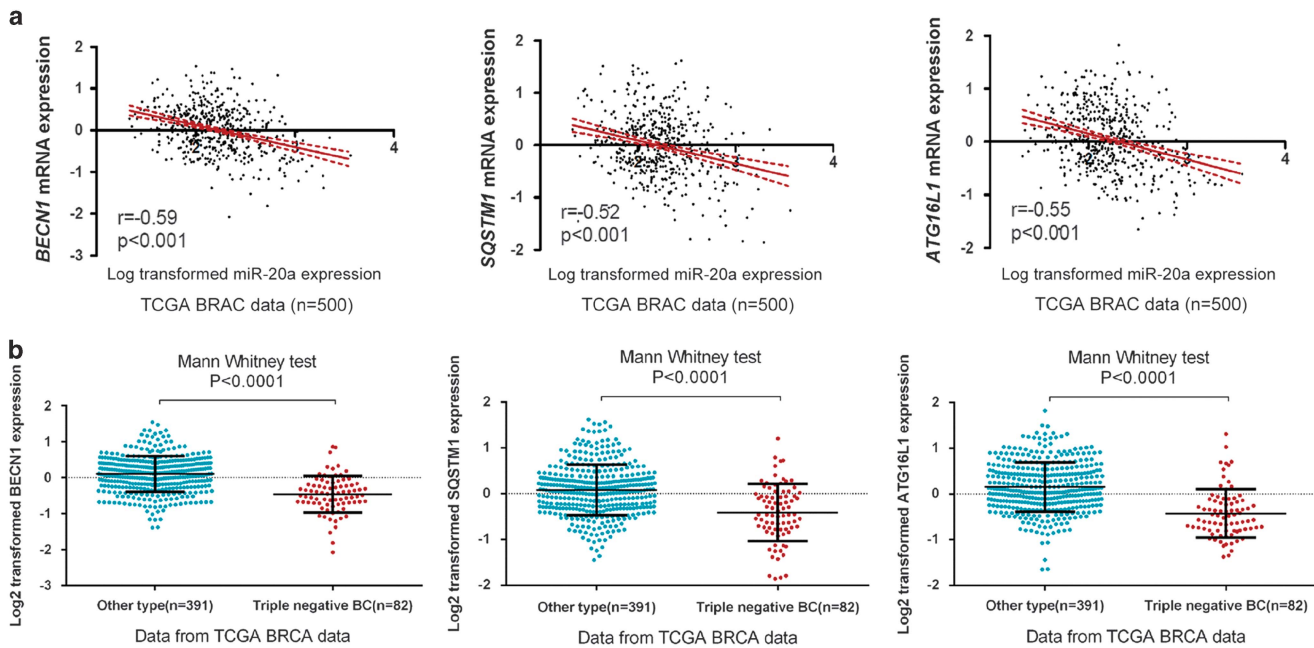 a
BECN1 mRNA expression
2
1
0
-1
-2
-3
3
4
r=-0.59
p<0.001
Log transformed miR-20a expression
TCGA BRAC data (n=500)
SQSTM1 mRNA expression
2
1
0
-1
-2
2
3
4
r=-0.52
p<0.001
Log transformed miR-20a expression
TCGA BRAC data (n=500)
ATG16L1 mRNA expression
2
1
0
-1
-2
4
r=-0.55
p<0.001
Log transformed miR-20a expression
TCGA BRAC data (n=500)
b
Mann Whitney test
P<0.0001
Log2 transformed BECN1 expression
2
1
0
-1
-2
-3
Other type(n=391)
Triple negative BC(n=82)
Data from TCGA BRCA data
Mann Whitney test
P<0.0001
Log2 transformed SQSTM1 expression
2
1
0
-1
-2
Other type(n=391)
Triple negative BC(n=82)
Data from TCGA BRCA data
Mann Whitney test
P<0.0001
Log2 transformed ATG16L1 expression
2
1
0
-1
-2
Other type(n=391)
Triple negative BC(n=82)
Data from TCGA BRCA data